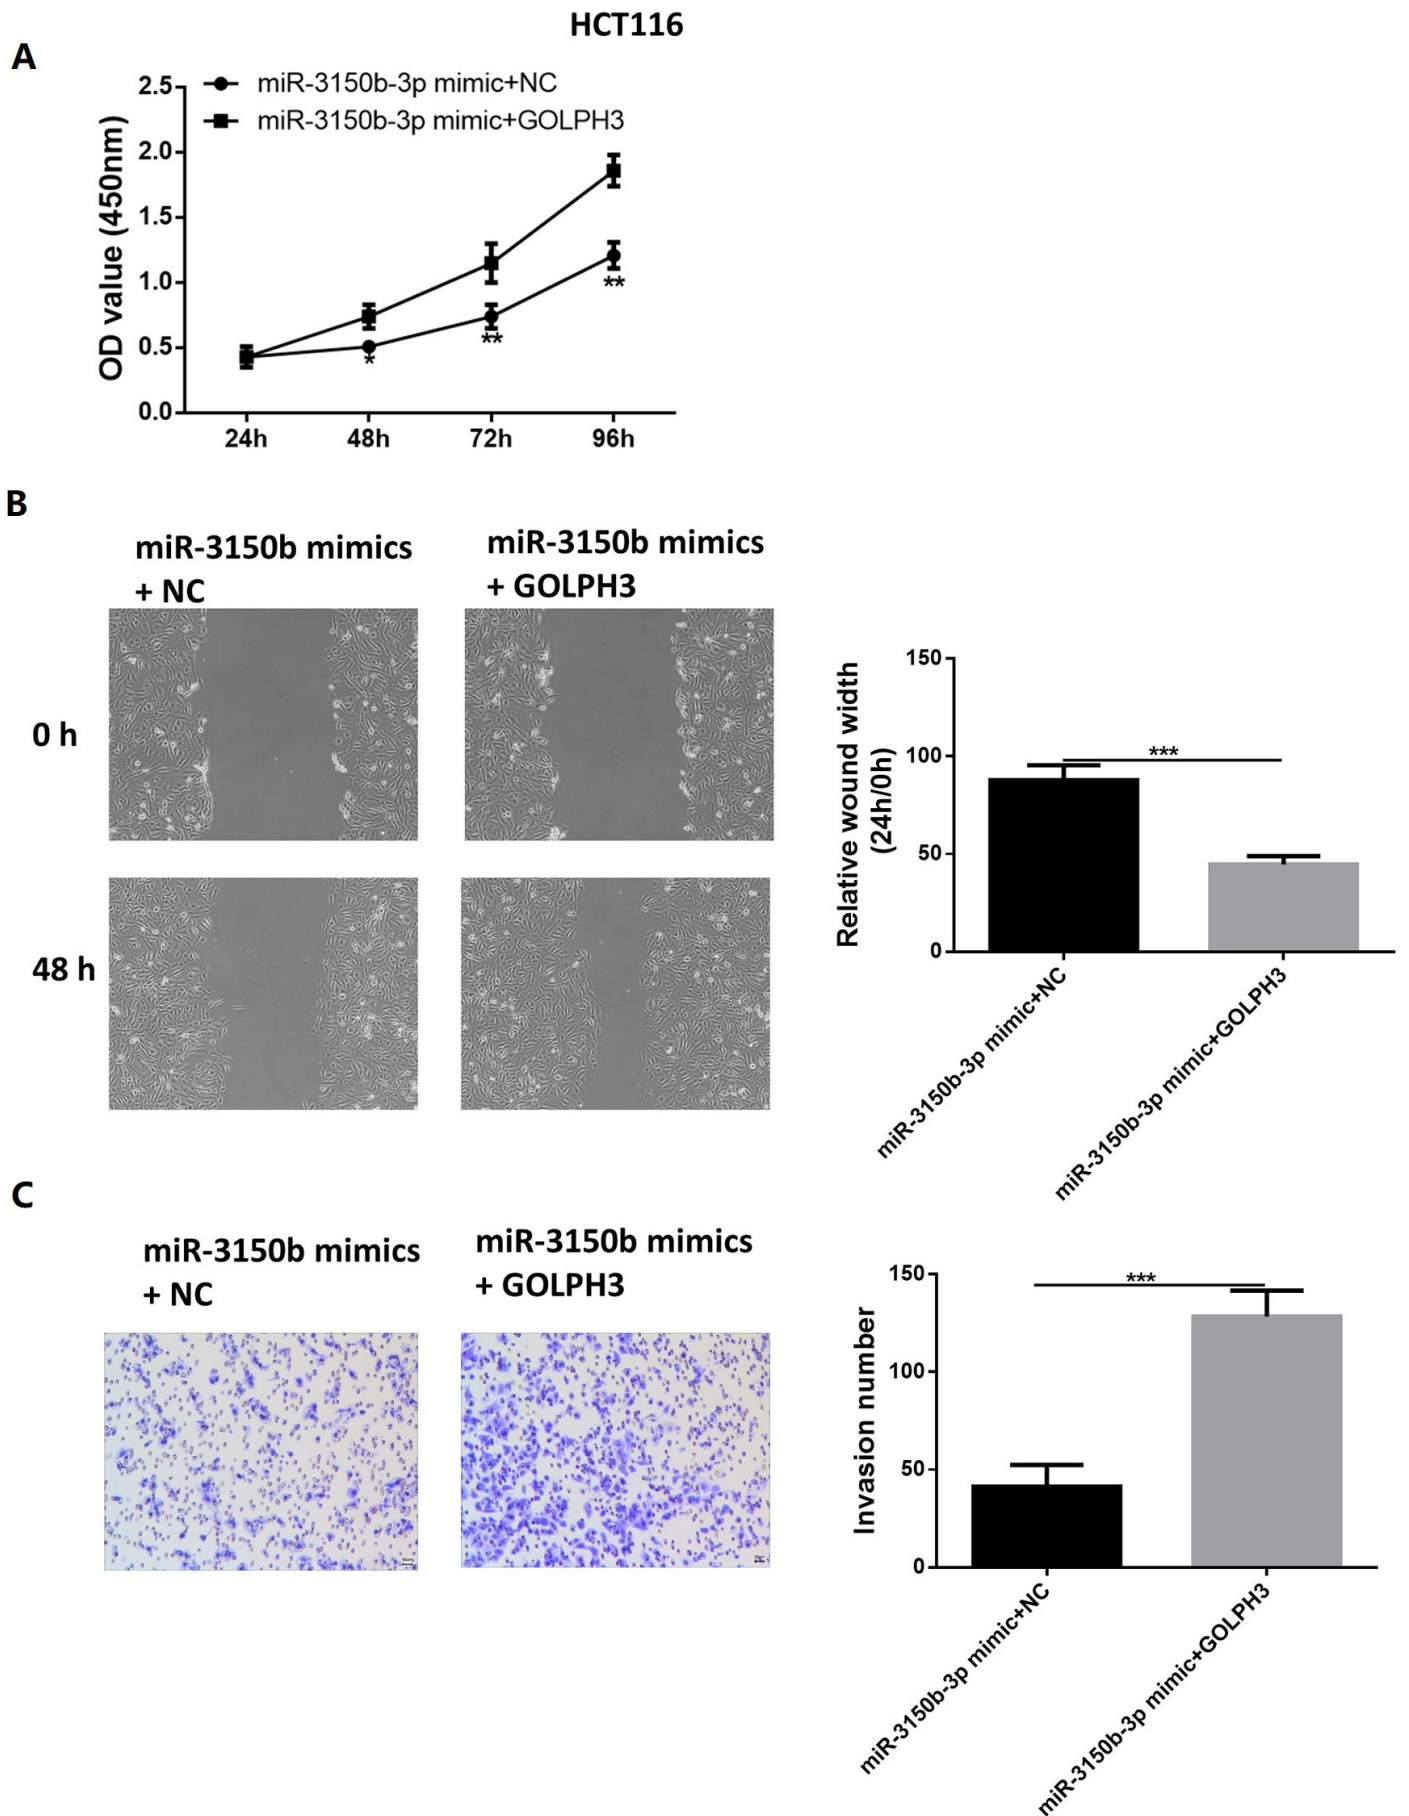 HCT116
A
2.5
2.0
1.5
1.0
0.5
0.0
OD value (450nm)
miR-3150b-3p mimic+NC
miR-3150b-3p mimic+GOLPH3
*
**
**
24h 48h 72h 96h
B
miR-3150b mimics
+ NC
miR-3150b mimics
+ GOLPH3
0 h
48 h
Relative wound width
(24h/0h)
150
100
50
0
***
miR-3150b-3p mimic+NC
miR-3150b-3p mimic+GOLPH3
C
miR-3150b mimics
+ NC
miR-3150b mimics
+ GOLPH3
Invasion number
150
100
50
0
***
miR-3150b-3p mimic+NC
miR-3150b-3p mimic+GOLPH3